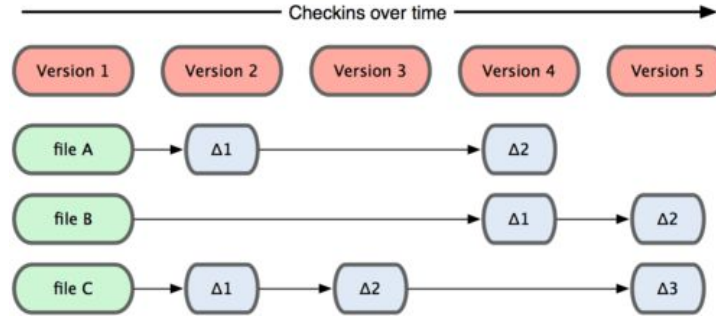 Checkins over time
Version 1 Version 2 Version 3 Version 4 Version 5
file A Δ1 Δ2
file B Δ1 Δ2
file C Δ1 Δ2 Δ3